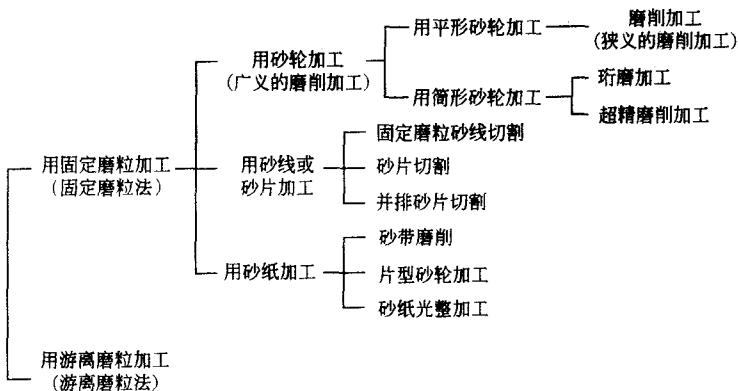 用平形砂轮加工
磨削加工
(狭义的磨削加工)
用砂轮加工
(广义的磨削加工)
用筒形砂轮加工
珩磨加工
超精磨削加工
固定磨粒砂线切割
用固定磨粒加工
(固定磨粒法)
用砂线或
砂片加工
砂片切割
并排砂片切割
砂带磨削
用砂纸加工
片型砂轮加工
砂纸光整加工
用游离磨粒加工
(游离磨粒法)